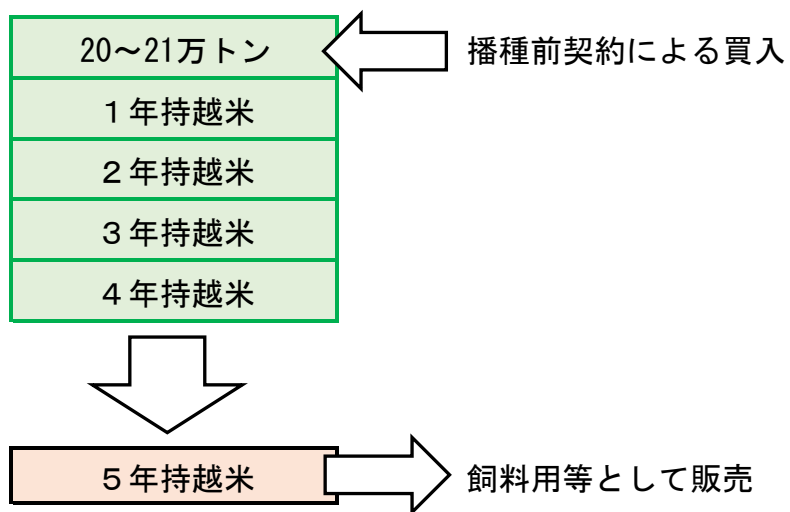 20～21万トン
播種前契約による買入
１年持越米
２年持越米
３年持越米
４年持越米
５年持越米
飼料用等として販売